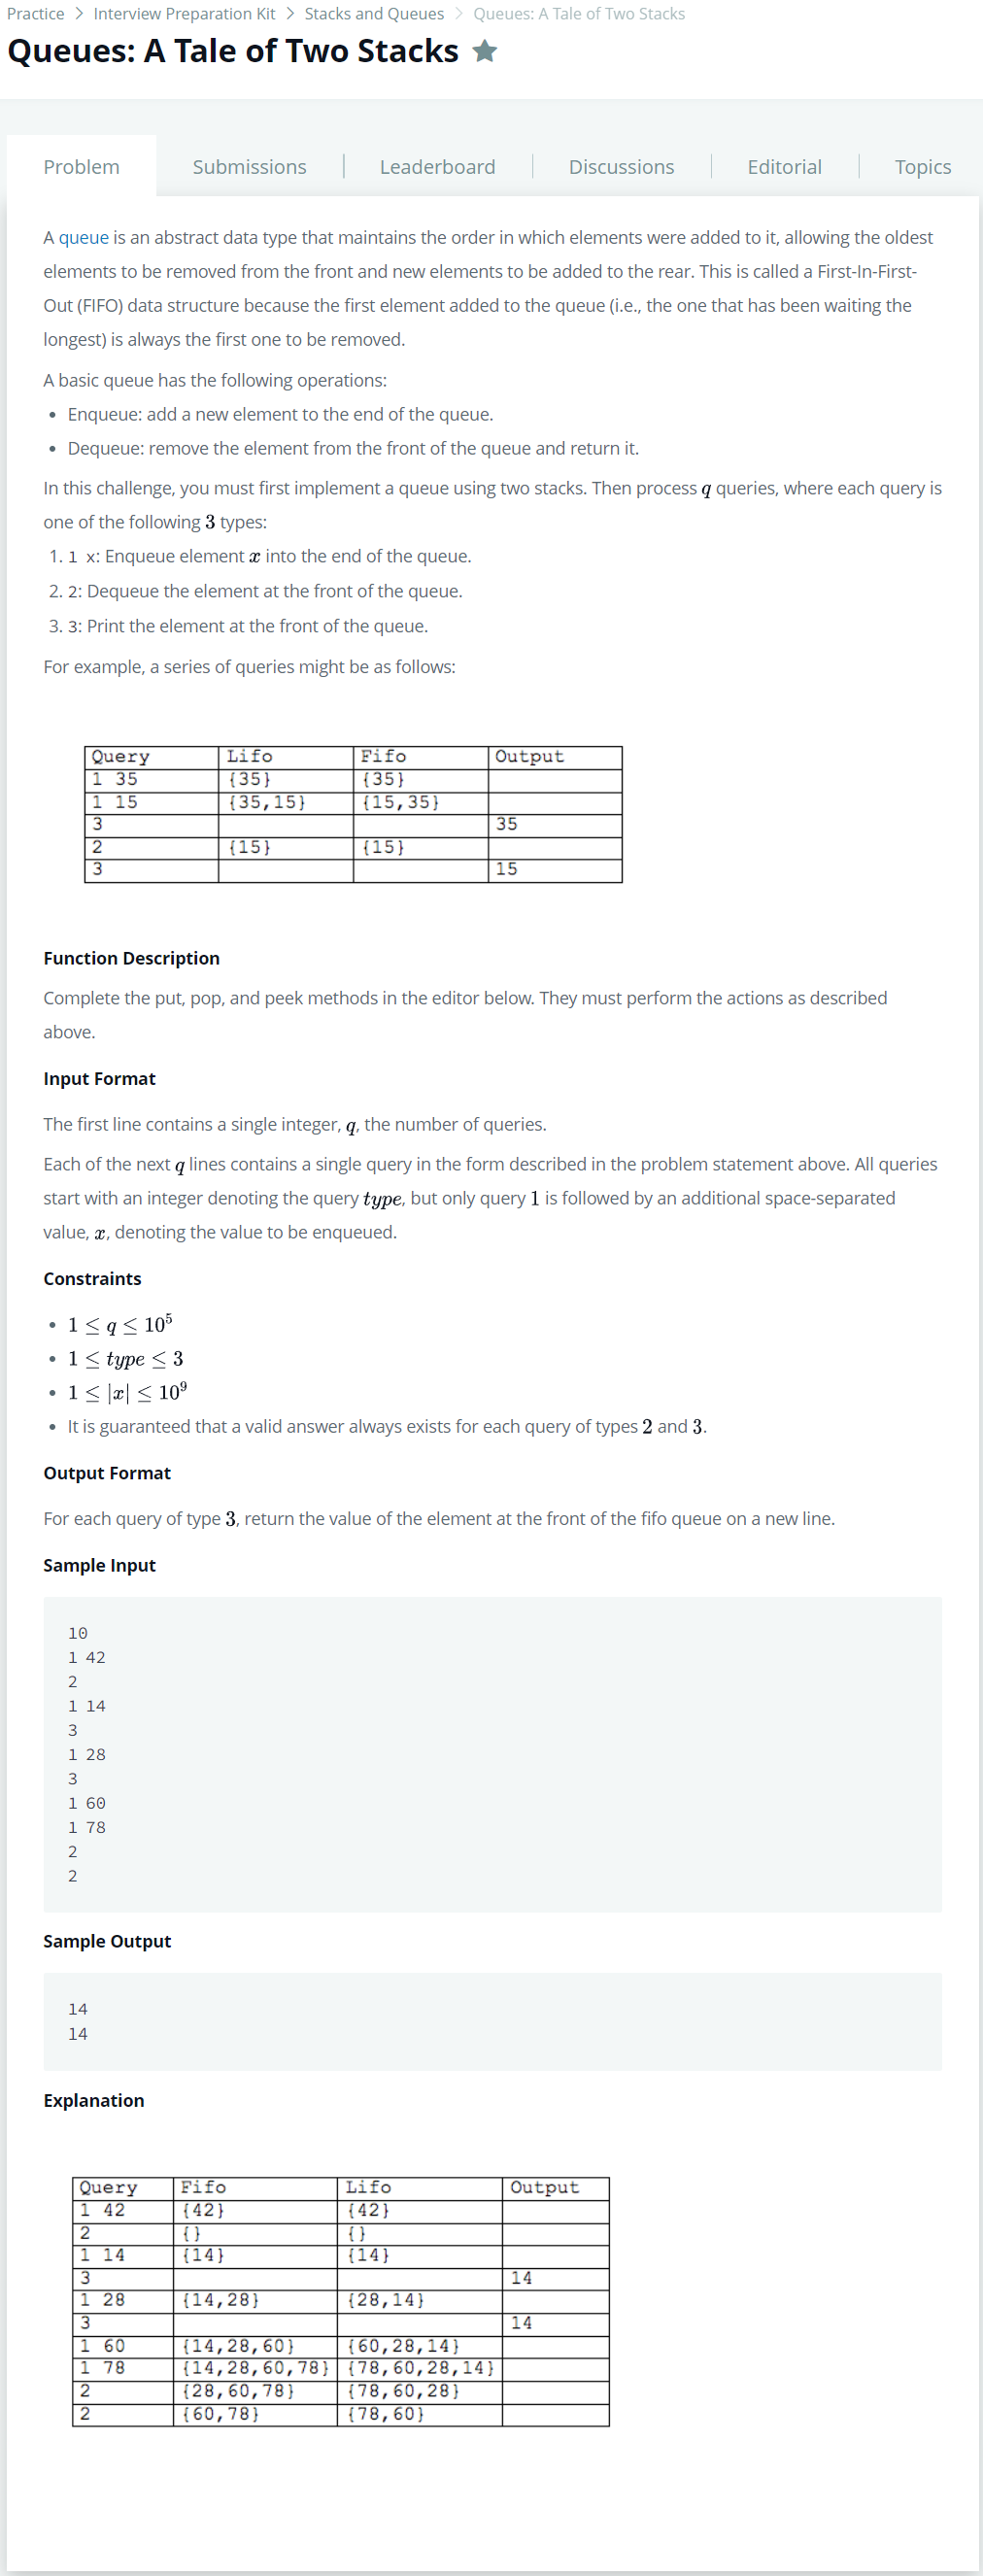 Practice > Interview Preparation Kit > Stacks and Queues > Queues: A Tale of Two Stacks
Queues: A Tale of Two Stacks ★
Problem Submissions | Leaderboard | Discussions | Editorial | Topics
A queue is an abstract data type that maintains the order in which elements were added to it, allowing the oldest
elements to be removed from the front and new elements to be added to the rear. This is called a First-In-First-
Out (FIFO) data structure because the first element added to the queue (i.e., the one that has been waiting the
longest) is always the first one to be removed.
A basic queue has the following operations:
• Enqueue: add a new element to the end of the queue.
• Dequeue: remove the element from the front of the queue and return it.
In this challenge, you must first implement a queue using two stacks. Then process q queries, where each query is
one of the following 3 types:
1. 1 x: Enqueue element x into the end of the queue.
2. 2: Dequeue the element at the front of the queue.
3. 3: Print the element at the front of the queue.
For example, a series of queries might be as follows:
Query Lifo Fifo Output
1 35 {35} {35}
1 15 {35,15} {15,35}
3 35
2 {15} {15}
3 15
Function Description
Complete the put, pop, and peek methods in the editor below. They must perform the actions as described
above.
Input Format
The first line contains a single integer, q, the number of queries.
Each of the next q lines contains a single query in the form described in the problem statement above. All queries
start with an integer denoting the query type, but only query 1 is followed by an additional space-separated
value, x, denoting the value to be enqueued.
Constraints
• 1 ≤ q ≤ 10⁵
• 1 ≤ type ≤ 3
• 1 ≤ |x| ≤ 10⁹
• It is guaranteed that a valid answer always exists for each query of types 2 and 3.
Output Format
For each query of type 3, return the value of the element at the front of the fifo queue on a new line.
Sample Input
10
1 42
2
1 14
3
1 28
3
1 60
1 78
2
2
Sample Output
14
14
Explanation
Query Fifo Lifo Output
1 42 {42} {42}
2 {} {}
1 14 {14} {14}
3 14
1 28 {14,28} {28,14}
3 14
1 60 {14,28,60} {60,28,14}
1 78 {14,28,60,78} {78,60,28,14}
2 {28,60,78} {78,60,28}
2 {60,78} {78,60}